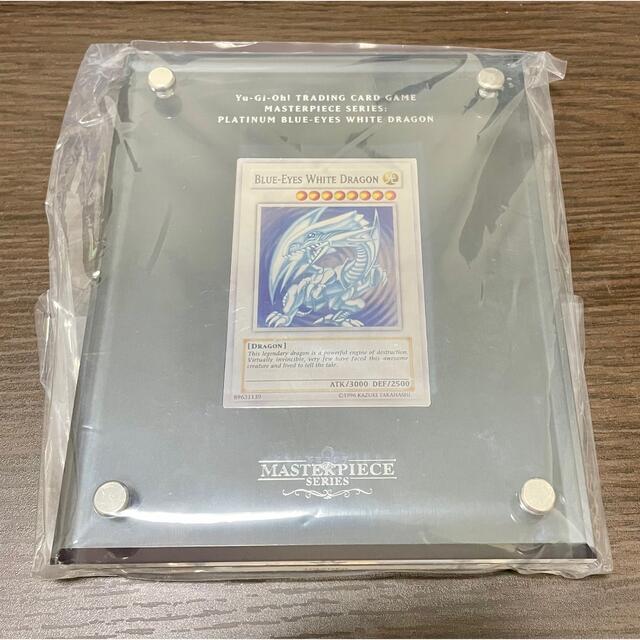 Yu-Gi-Oh! TRADING CARD GAME
MASTERPIECE SERIES:
PLATINUM BLUE-EYES WHITE DRAGON
BLUE-EYES WHITE DRAGON
[DRAGON]
This legendary dragon is a powerful engine of destruction.
Virtually invincible, very few have faced this awesome
creature and lived to tell the tale.
ATK/3000 DEF/2500
89631139
©1996 KAZUKI TAKAHASHI
MASTERPIECE
SERIES